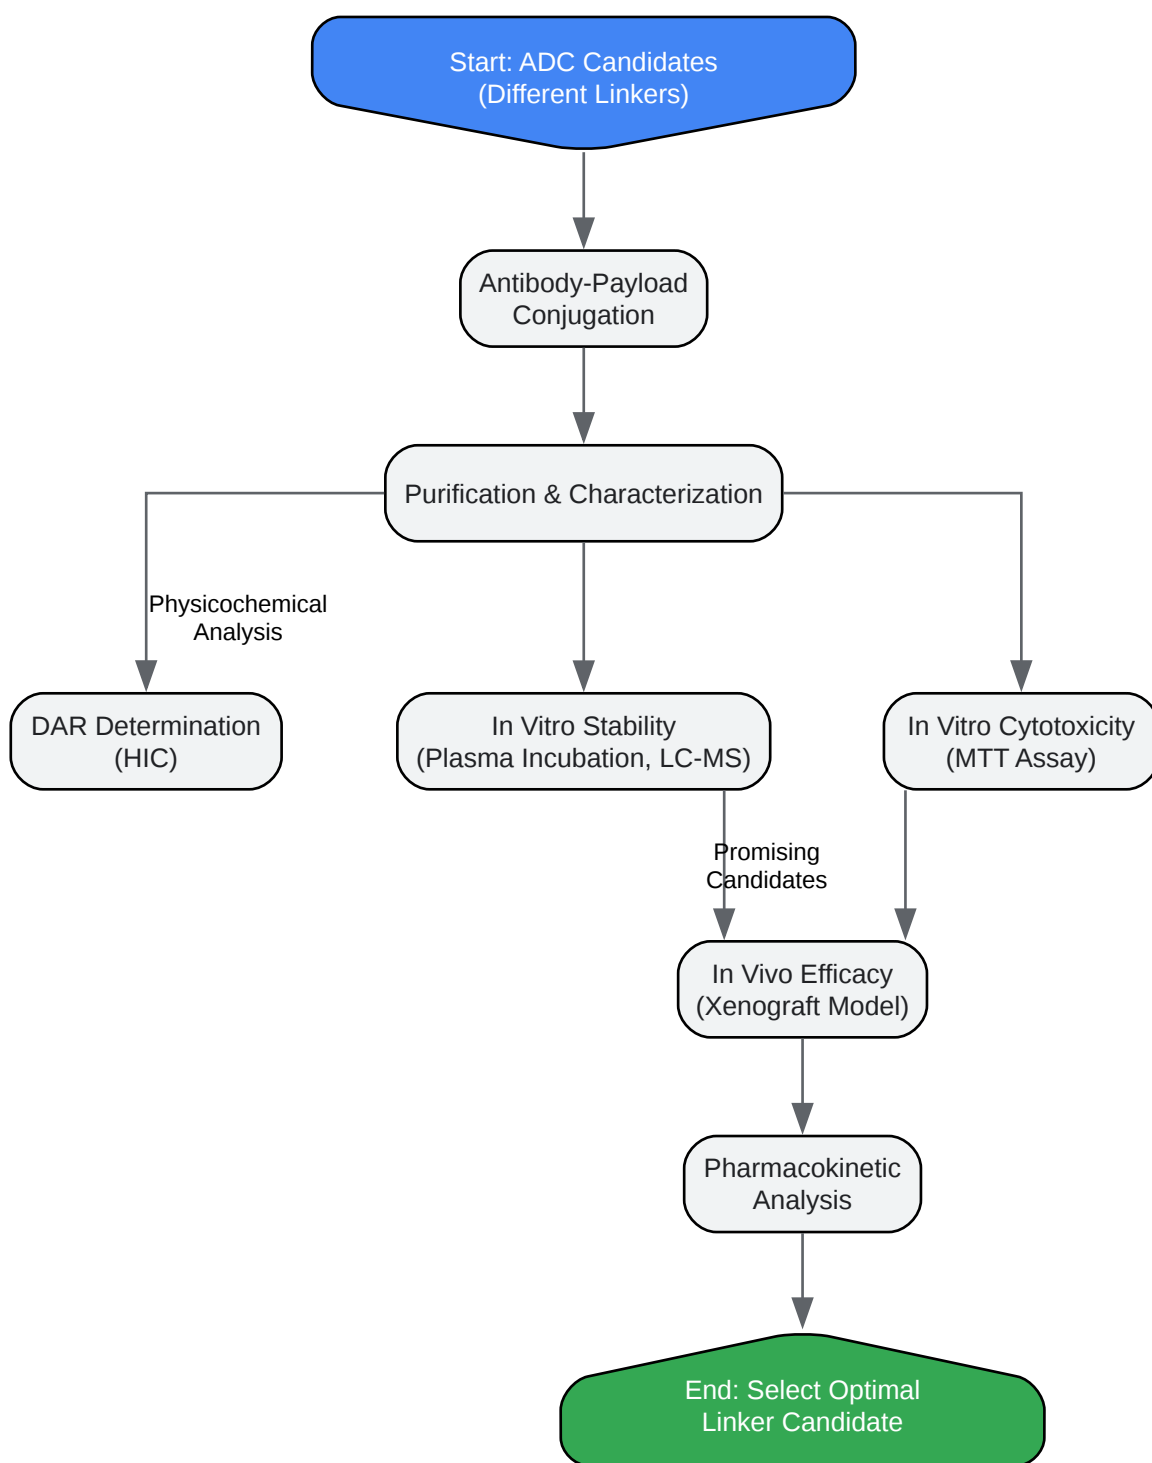 Start: ADC Candidates
(Different Linkers)
Antibody-Payload
Conjugation
Purification & Characterization
Physicochemical
Analysis
DAR Determination
(HIC)
In Vitro Stability
(Plasma Incubation, LC-MS)
In Vitro Cytotoxicity
(MTT Assay)
Promising
Candidates
In Vivo Efficacy
(Xenograft Model)
Pharmacokinetic
Analysis
End: Select Optimal
Linker Candidate